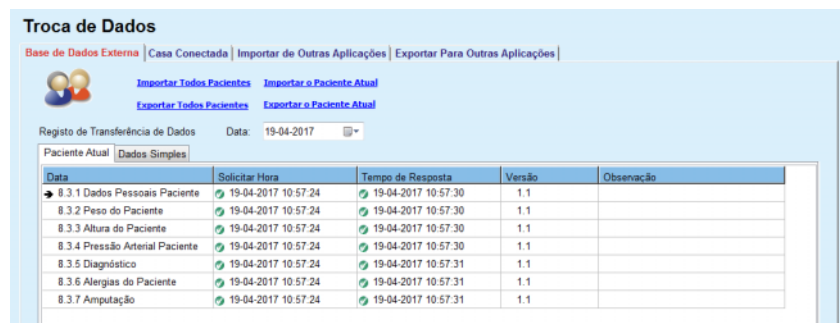 Troca de Dados
Base de Dados Externa Casa Conectada Importar de Outras Aplicações Exportar Para Outras Aplicações
Importar Todos Pacientes Importar o Paciente Atual
Exportar Todos Pacientes Exportar o Paciente Atual
Registo de Transferência de Dados Data: 19-04-2017
Paciente Atual Dados Simples
Data Solicitar Hora Tempo de Resposta Versão Observação
8.3.1 Dados Pessoais Paciente 19-04-2017 10:57:24 19-04-2017 10:57:30 1.1
8.3.2 Peso do Paciente 19-04-2017 10:57:24 19-04-2017 10:57:30 1.1
8.3.3 Altura do Paciente 19-04-2017 10:57:24 19-04-2017 10:57:30 1.1
8.3.4 Pressão Arterial Paciente 19-04-2017 10:57:24 19-04-2017 10:57:30 1.1
8.3.5 Diagnóstico 19-04-2017 10:57:24 19-04-2017 10:57:31 1.1
8.3.6 Alergias do Paciente 19-04-2017 10:57:24 19-04-2017 10:57:31 1.1
8.3.7 Amputação 19-04-2017 10:57:24 19-04-2017 10:57:31 1.1